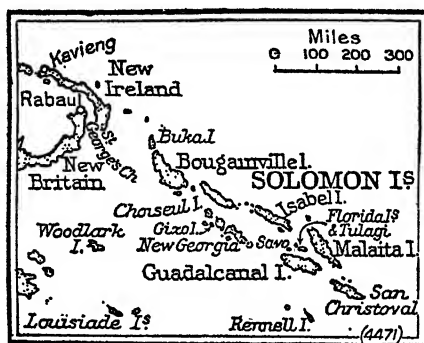 Miles
0 100 200 300
Kavieng
New
Ireland
Rabaul
St
George's Ch
New
Britain
Buka I
Bougainville I.
SOLOMON Is
Choiseul I.
Gizo I.
New Georgia
Isabel I.
Savo
Florida Is
& Tulagi
Malaita I.
Woodlark
I.
Guadalcanal I.
San
Christoval
Louisiade Is
Rennell I.
(4471)